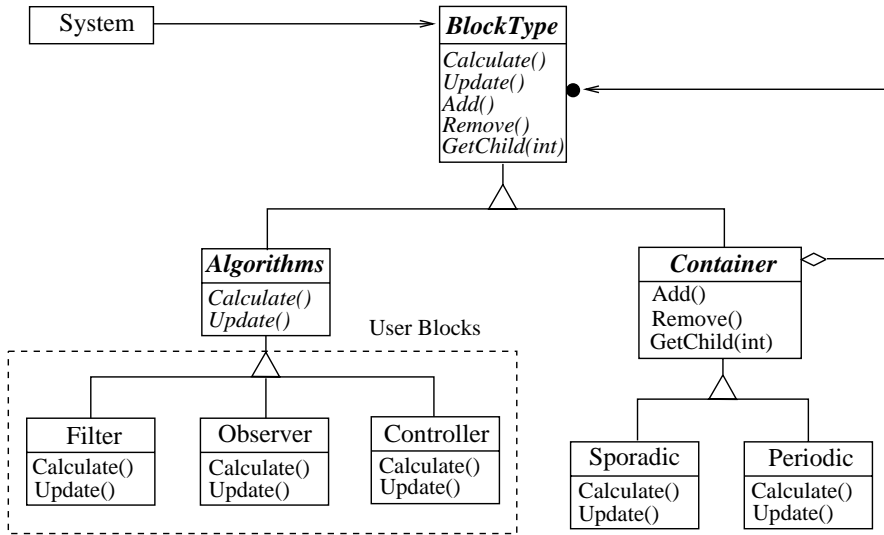 System
BlockType
Calculate()
Update()
Add()
Remove()
GetChild(int)
Algorithms
Calculate()
Update()
Container
Add()
Remove()
GetChild(int)
User Blocks
Filter
Calculate()
Update()
Observer
Calculate()
Update()
Controller
Calculate()
Update()
Sporadic
Calculate()
Update()
Periodic
Calculate()
Update()